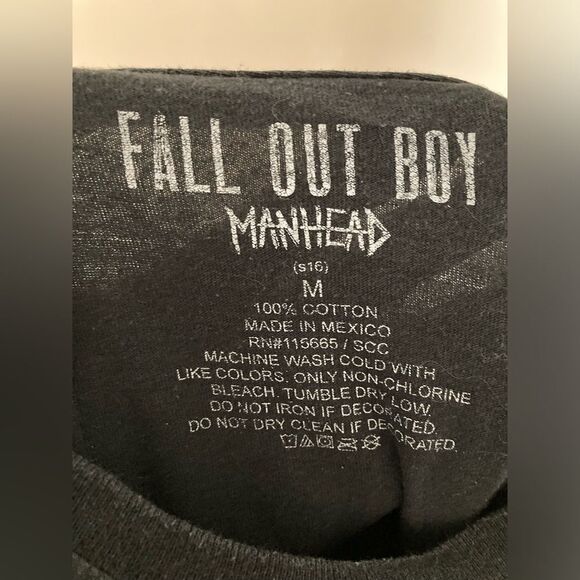 FALL OUT BOY
MANHEAD
(s16)
M
100% COTTON
MADE IN MEXICO
RN#115665 / SCC
MACHINE WASH COLD WITH
LIKE COLORS. ONLY NON-CHLORINE
BLEACH. TUMBLE DRY LOW.
DO NOT IRON IF DECORATED.
DO NOT DRY CLEAN IF DECORATED.